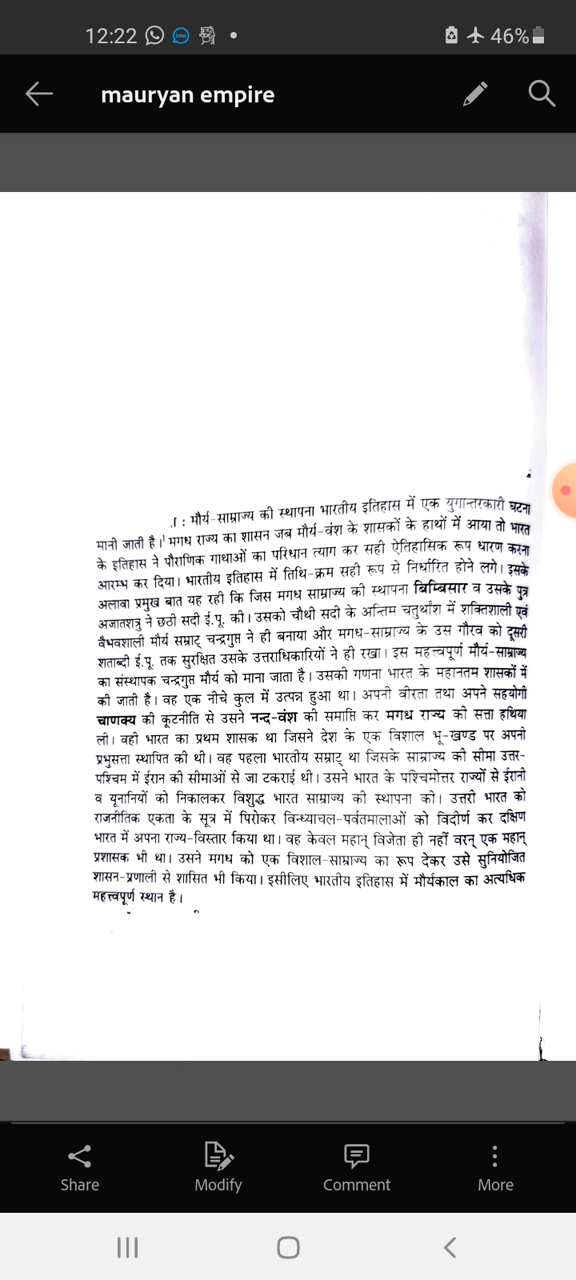 12:22
46%
mauryan empire
: मौर्य-साम्राज्य की स्थापना भारतीय इतिहास में एक युगान्तरकारी घटना
मानी जाती है। मगध राज्य का शासन जब मौर्य-वंश के शासकों के हाथों में आया तो भारत
के इतिहास ने पौराणिक गाथाओं का परिधान त्याग कर सही ऐतिहासिक रूप धारण करना
आरम्भ कर दिया। भारतीय इतिहास में तिथि-क्रम सही रूप से निर्धारित होने लगे। इसके
अलावा प्रमुख बात यह रही कि जिस मगध साम्राज्य की स्थापना बिम्बिसार व उसके पुत्र
अजातशत्रु ने छठी सदी ई.पू. की। उसको चौथी सदी के अन्तिम चतुर्थांश में शक्तिशाली एवं
वैभवशाली मौर्य सम्राट् चन्द्रगुप्त ने ही बनाया और मगध-साम्राज्य के उस गौरव को दूसरी
शताब्दी ई.पू. तक सुरक्षित उसके उत्तराधिकारियों ने ही रखा। इस महत्त्वपूर्ण मौर्य-साम्राज्य
का संस्थापक चन्द्रगुप्त मौर्य को माना जाता है। उसकी गणना भारत के महानतम शासकों में
की जाती है। वह एक नीचे कुल में उत्पन्न हुआ था। अपनी वीरता तथा अपने सहयोगी
चाणक्य की कूटनीति से उसने नन्द-वंश की समाप्ति कर मगध राज्य की सत्ता हथिया
ली। वही भारत का प्रथम शासक था जिसने देश के एक विशाल भू-खण्ड पर अपनी
प्रभुसत्ता स्थापित की थी। वह पहला भारतीय सम्राट् था जिसके साम्राज्य की सीमा उत्तर-
पश्चिम में ईरान की सीमाओं से जा टकराई थी। उसने भारत के पश्चिमोत्तर राज्यों से ईरानी
व यूनानियों को निकालकर विशुद्ध भारत साम्राज्य की स्थापना की। उत्तरी भारत को
राजनीतिक एकता के सूत्र में पिरोकर विन्ध्याचल-पर्वतमालाओं को विदीर्ण कर दक्षिण
भारत में अपना राज्य-विस्तार किया था। वह केवल महान् विजेता ही नहीं वरन् एक महान्
प्रशासक भी था। उसने मगध को एक विशाल-साम्राज्य का रूप देकर उसे सुनियोजित
शासन-प्रणाली से शासित भी किया। इसीलिए भारतीय इतिहास में मौर्यकाल का अत्यधिक
महत्त्वपूर्ण स्थान है।
Share Modify Comment More